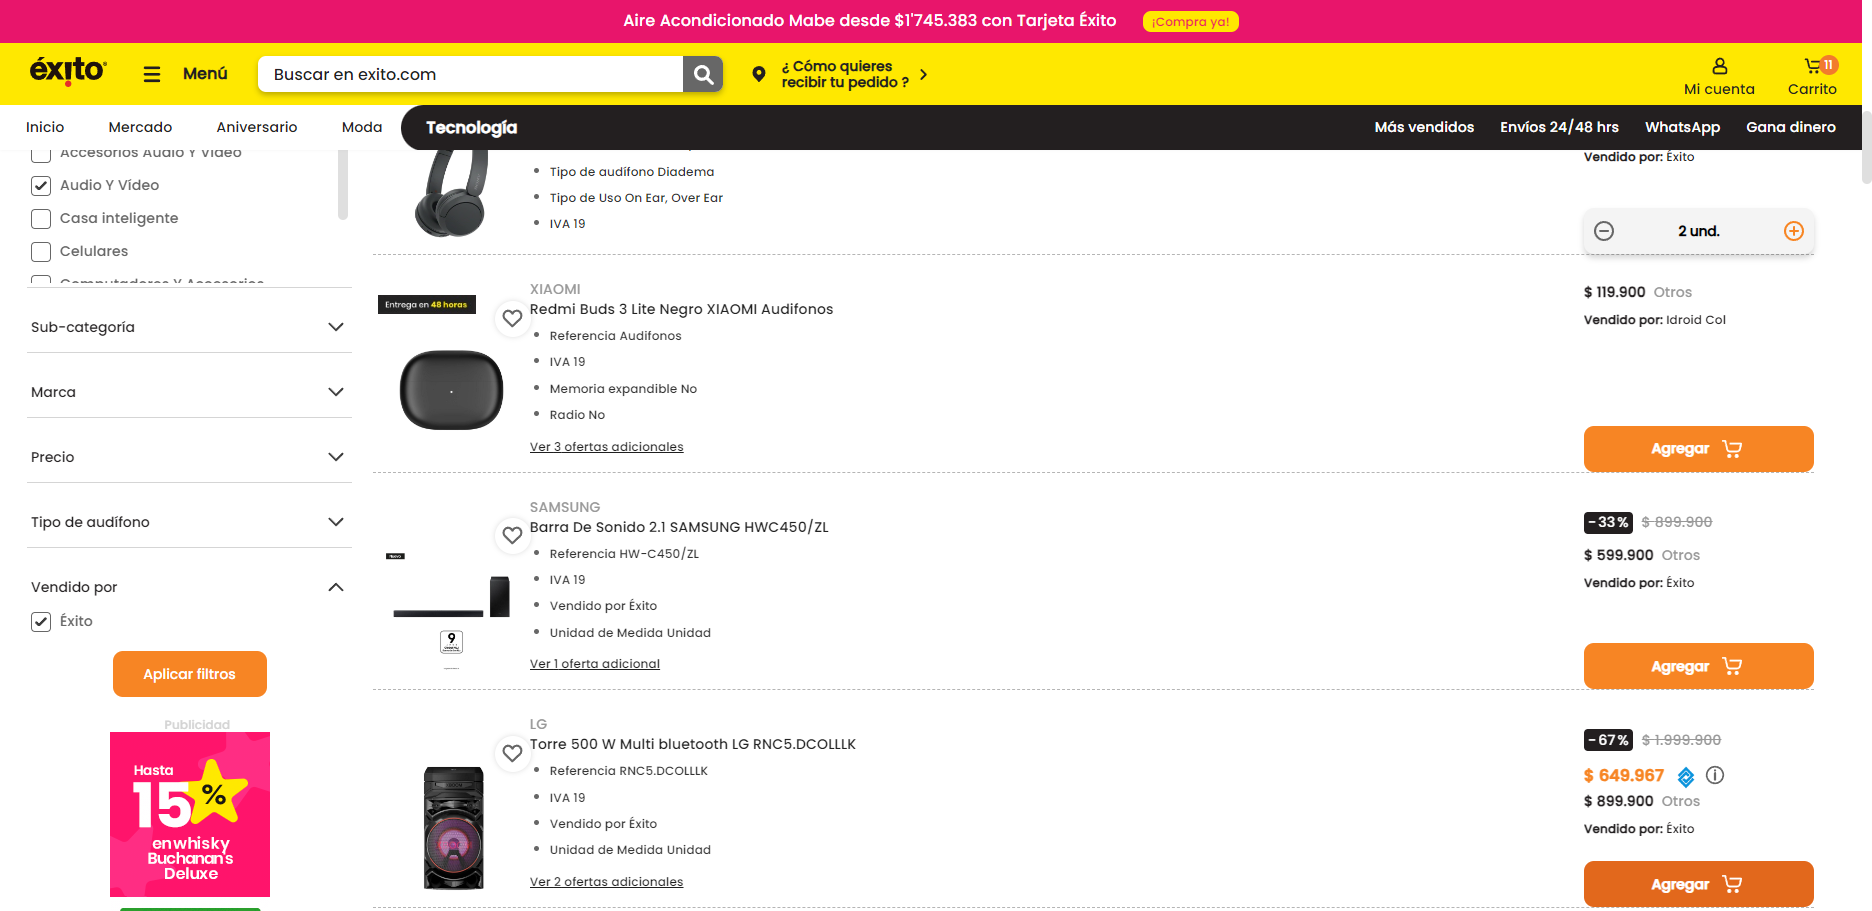 Aire Acondicionado Mabe desde $1'745.383 con Tarjeta Éxito ¡Compra ya!
éxito
Menú
Buscar en exito.com
¿ Cómo quieres
recibir tu pedido ?
Mi cuenta
11
Carrito
Inicio Mercado Aniversario Moda Tecnología Más vendidos Envíos 24/48 hrs WhatsApp Gana dinero
Accesorios Audio Y Video
Audio Y Vídeo
Casa inteligente
Celulares
Computadores Y Accesorios
Sub-categoría
Marca
Precio
Tipo de audífono
Vendido por
Éxito
Aplicar filtros
Publicidad
Hasta
15%
en whisky
Buchanan's
Deluxe
Tipo de audífono Diadema
Tipo de Uso On Ear, Over Ear
IVA 19
Vendido por: Éxito
2 und.
Entrega en 48 horas
XIAOMI
Redmi Buds 3 Lite Negro XIAOMI Audifonos
Referencia Audifonos
IVA 19
Memoria expandible No
Radio No
Ver 3 ofertas adicionales
$ 119.900 Otros
Vendido por: Idroid Col
Agregar
SAMSUNG
Barra De Sonido 2.1 SAMSUNG HWC450/ZL
Referencia HW-C450/ZL
IVA 19
Vendido por Éxito
Unidad de Medida Unidad
Ver 1 oferta adicional
9
-33% $ 899.900
$ 599.900 Otros
Vendido por: Éxito
Agregar
LG
Torre 500 W Multi bluetooth LG RNC5.DCOLLLK
Referencia RNC5.DCOLLLK
IVA 19
Vendido por Éxito
Unidad de Medida Unidad
Ver 2 ofertas adicionales
-67% $ 1.999.900
$ 649.967
$ 899.900 Otros
Vendido por: Éxito
Agregar